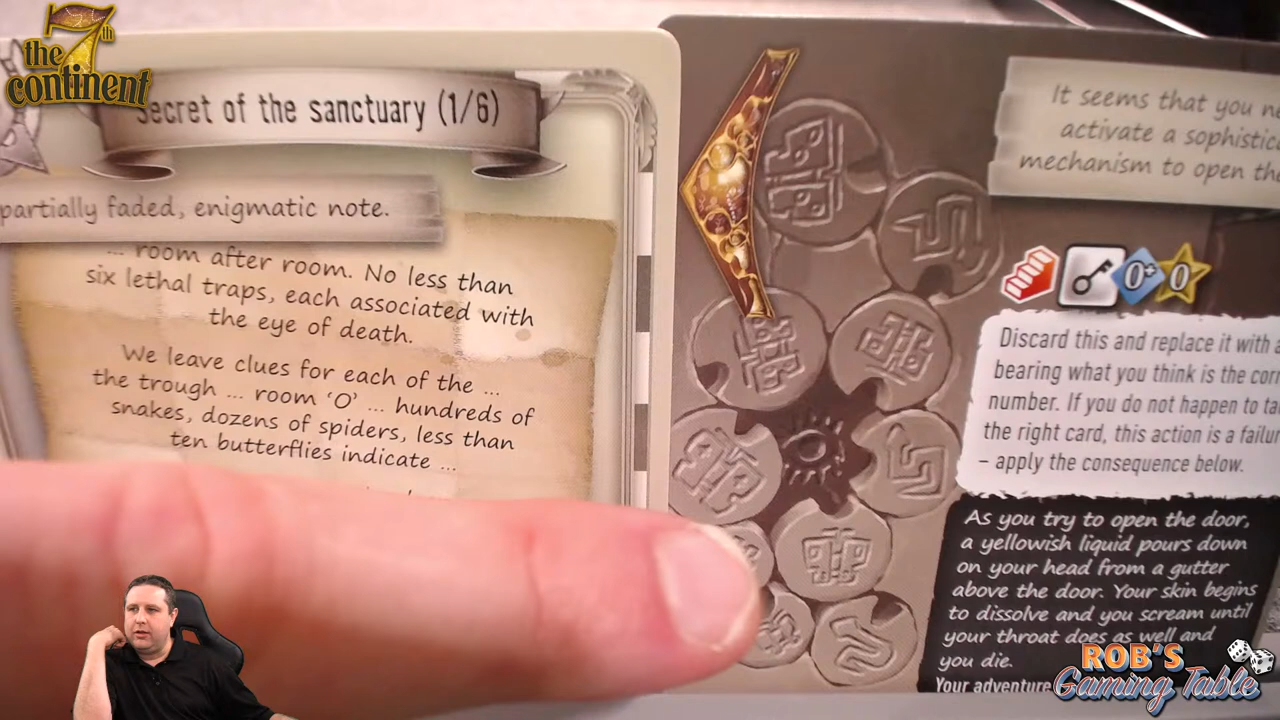 the 7th
continent
Secret of the sanctuary (1/6)
partially faded, enigmatic note.
... room after room. No less than
six lethal traps, each associated with
the eye of death.
We leave clues for each of the ...
the trough ... room ‘O’ ... hundreds of
snakes, dozens of spiders, less than
ten butterflies indicate ...
It seems that you
activate a
mechanism to open the
0+ 0
Discard this and replace it with a
bearing what you think is the
number. If you do not happen to
the right card, this action is a
– apply the consequence below.
As you try to open the door,
a yellowish liquid pours down
on your head from a gutter
above the door. Your skin begins
to dissolve and you scream until
your throat does as well and
you die.
Your adventure
ROB'S
Gaming Table